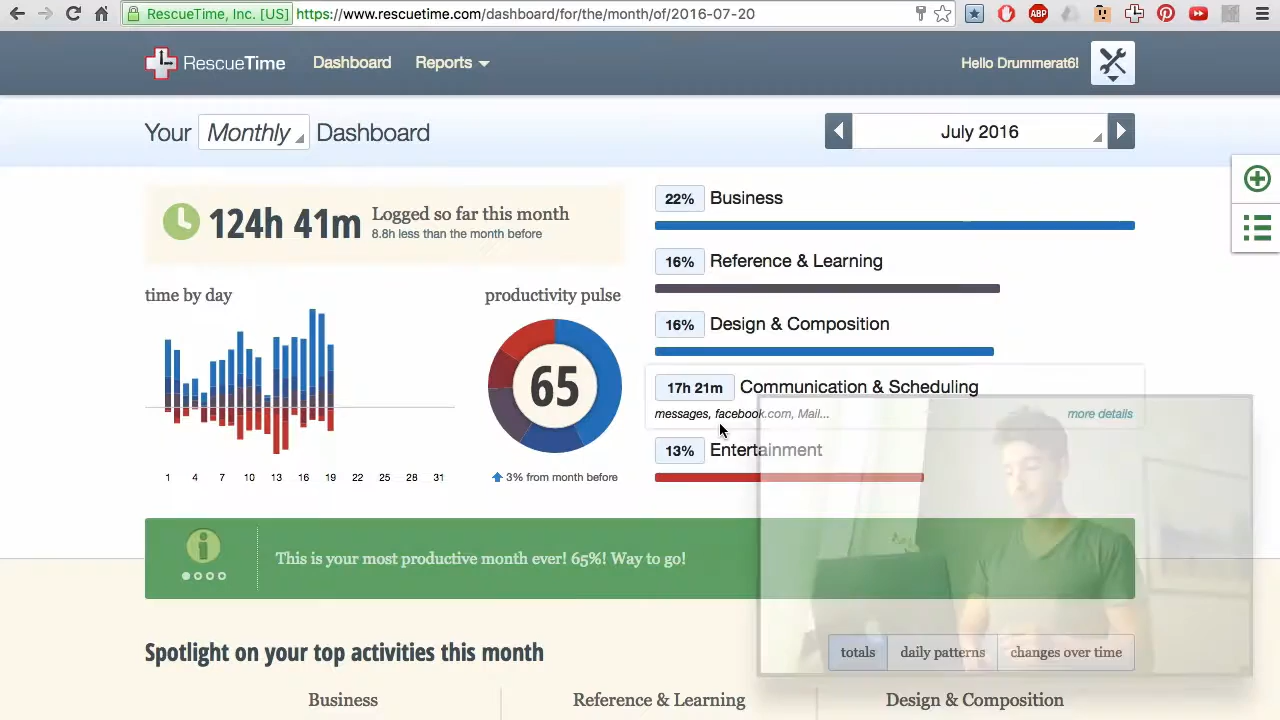 RescueTime, Inc. [US] https://www.rescuetime.com/dashboard/for/the/month/of/2016-07-20
ABP
RescueTime Dashboard Reports Hello Drummerat6!
Your Monthly Dashboard July 2016
124h 41m Logged so far this month
8.8h less than the month before
time by day
1 4 7 10 13 16 19 22 25 28 31
productivity pulse
65
3% from month before
22% Business
16% Reference & Learning
16% Design & Composition
17h 21m Communication & Scheduling
messages, facebook.com, Mail... more details
13% Entertainment
This is your most productive month ever! 65%! Way to go!
Spotlight on your top activities this month
totals daily patterns changes over time
Business Reference & Learning Design & Composition